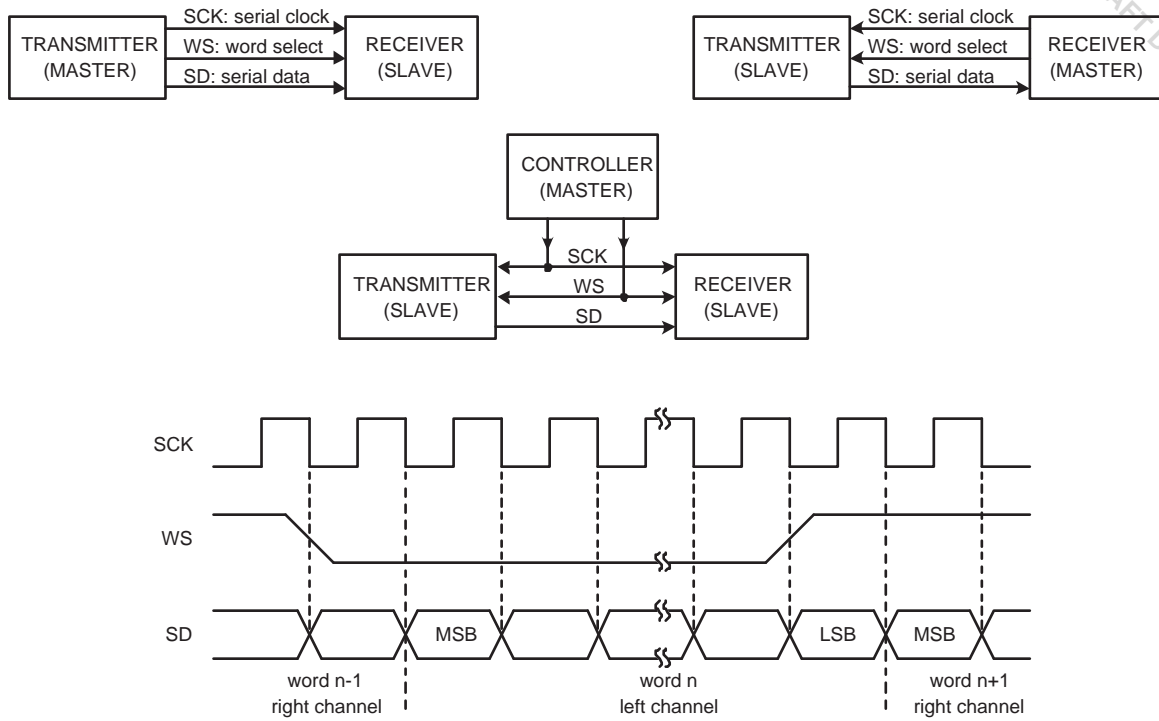 SCK: serial clock
TRANSMITTER
(MASTER)
WS: word select
RECEIVER
(SLAVE)
SD: serial data
SCK: serial clock
TRANSMITTER
(SLAVE)
WS: word select
RECEIVER
(MASTER)
SD: serial data
CONTROLLER
(MASTER)
SCK
TRANSMITTER
(SLAVE)
WS
RECEIVER
(SLAVE)
SD
SCK
WS
SD
MSB
LSB
MSB
word n-1
right channel
word n
left channel
word n+1
right channel